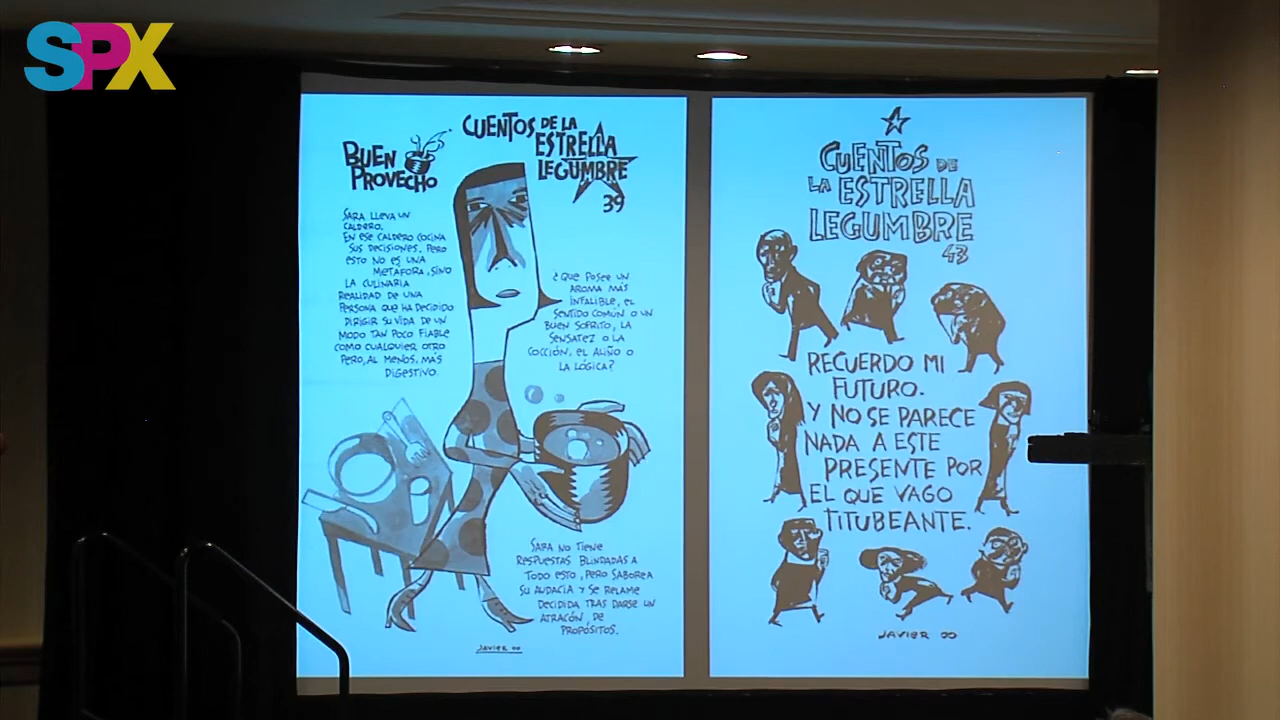 SPX
BUEN
PROVECHO
CUENTOS DE LA
ESTRELLA
LEGUMBRE
39
SARA LLEVA UN
CALDERO.
EN ESE CALDERO COCINA
SUS DECISIONES, PERO
ESTO NO ES UNA
METAFORA, SINO
LA CULINARIA
REALIDAD DE UNA
PERSONA QUE HA DECIDIDO
DIRIGIR SU VIDA DE UN
MODO TAN POCO FIABLE
COMO CUALQUIER OTRO
PERO, AL MENOS, MÁS
DIGESTIVO.
¿QUE POSEE UN
AROMA MÁS
INFALIBLE, EL
SENTIDO COMÚN O UN
BUEN SOFRITO, LA
SENSATEZ O LA
COCCIÓN, EL ALIÑO O
LA LÓGICA?
SARA NO TIENE
RESPUESTAS BLINDADAS A
TODO ESTO, PERO SABOREA
SU AUDACIA Y SE RELAME
DECIDIDA TRAS DARSE UN
ATRACÓN DE
PROPÓSITOS.
JAVIER 00
CUENTOS DE
LA ESTRELLA
LEGUMBRE
43
RECUERDO MI
FUTURO.
Y NO SE PARECE
NADA A ESTE
PRESENTE POR
EL QUE VAGO
TITUBEANTE.
JAVIER 00